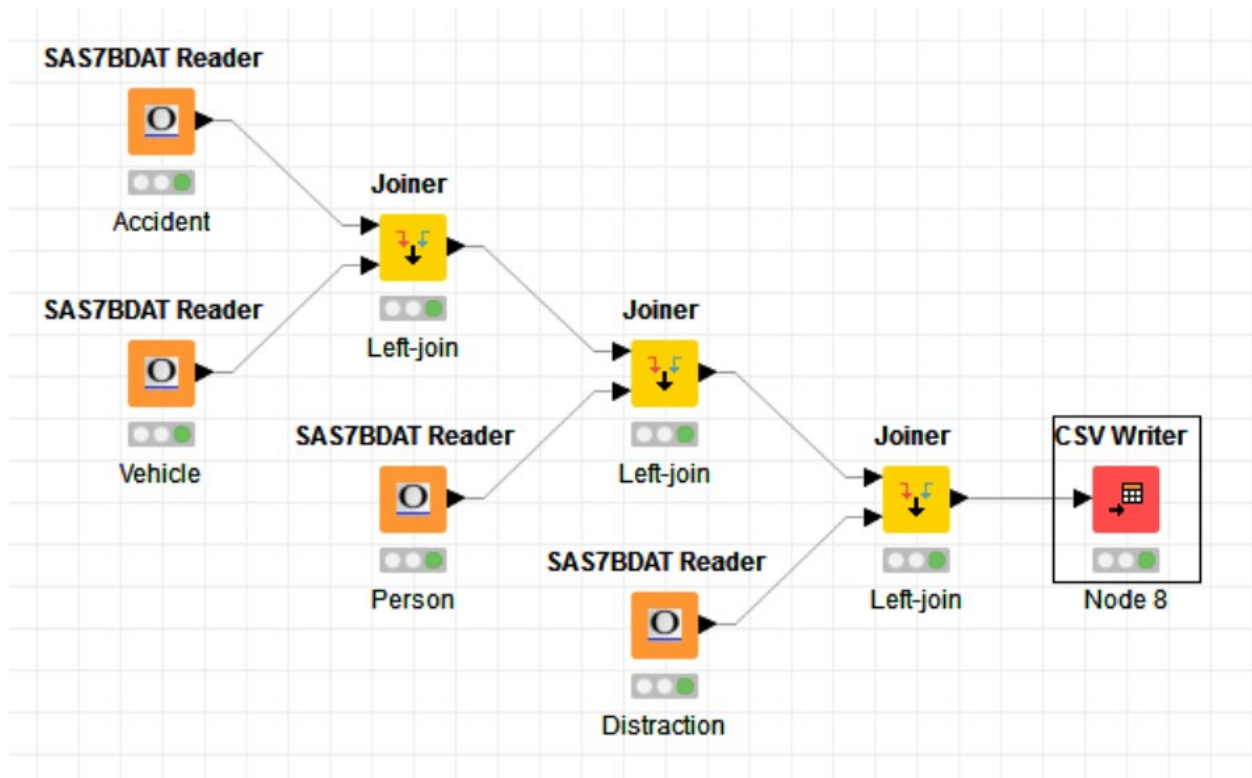 SAS7BDAT Reader
O
Accident
Joiner
Left-join
SAS7BDAT Reader
O
Vehicle
Joiner
Left-join
SAS7BDAT Reader
O
Person
Joiner
Left-join
CSV Writer
Node 8
SAS7BDAT Reader
O
Distraction